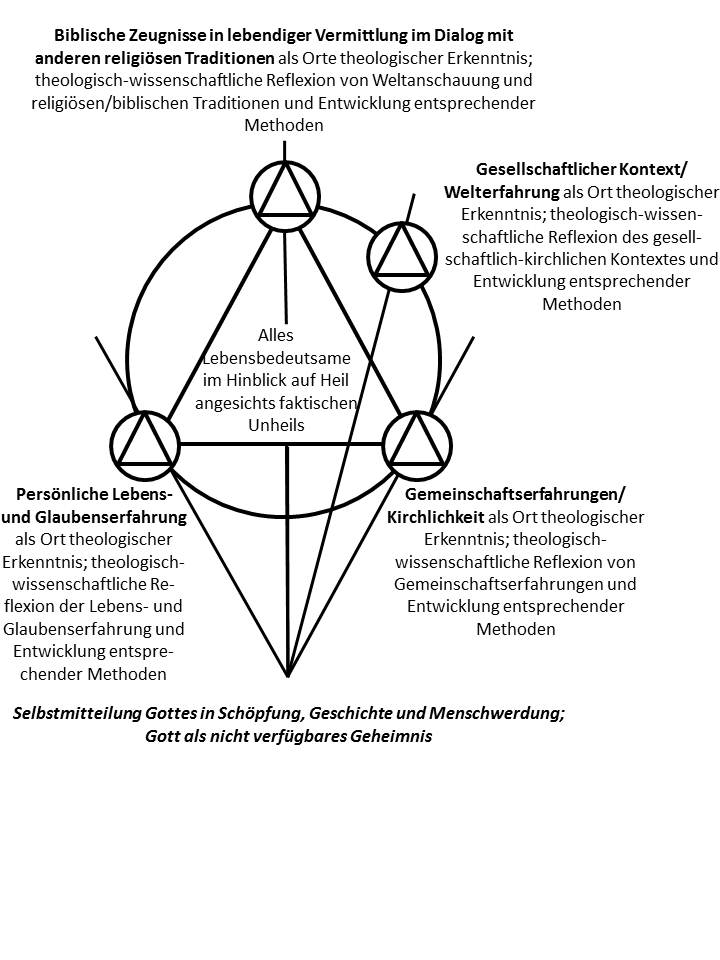 Biblische Zeugnisse in lebendiger Vermittlung im Dialog mit
anderen religiösen Traditionen als Orte theologischer Erkenntnis;
theologisch-wissenschaftliche Reflexion von Weltanschauung und
religiösen/biblischen Traditionen und Entwicklung entsprechender
Methoden
Gesellschaftlicher Kontext/
Welterfahrung als Ort theologischer
Erkenntnis; theologisch-wissen-
schaftliche Reflexion des gesell-
schaftlich-kirchlichen Kontextes und
Entwicklung entsprechender
Methoden
Alles
Lebensbedeutsame
im Hinblick auf Heil
angesichts faktischen
Unheils
Persönliche Lebens-
und Glaubenserfahrung
als Ort theologischer
Erkenntnis; theologisch-
wissenschaftliche Re-
flexion der Lebens- und
Glaubenserfahrung und
Entwicklung entspre-
chender Methoden
Gemeinschaftserfahrungen/
Kirchlichkeit als Ort theologischer
Erkenntnis; theologisch-
wissenschaftliche Reflexion von
Gemeinschaftserfahrungen und
Entwicklung entsprechender
Methoden
Selbstmitteilung Gottes in Schöpfung, Geschichte und Menschwerdung;
Gott als nicht verfügbares Geheimnis